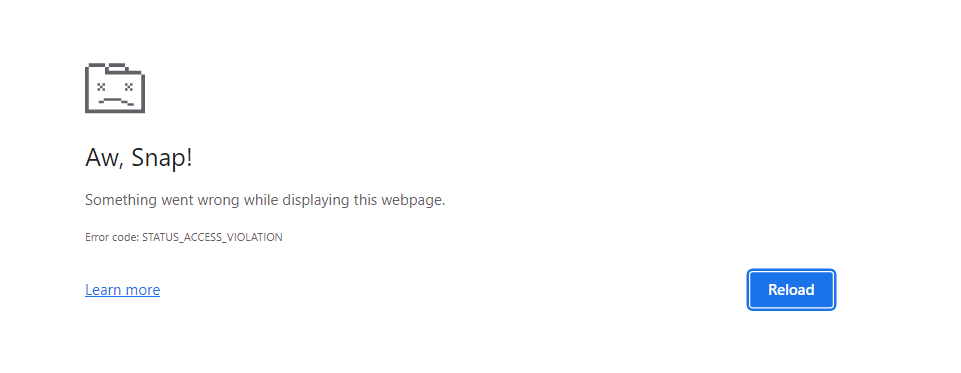 Aw, Snap!
Something went wrong while displaying this webpage.
Error code: STATUS_ACCESS_VIOLATION
Learn more
Reload